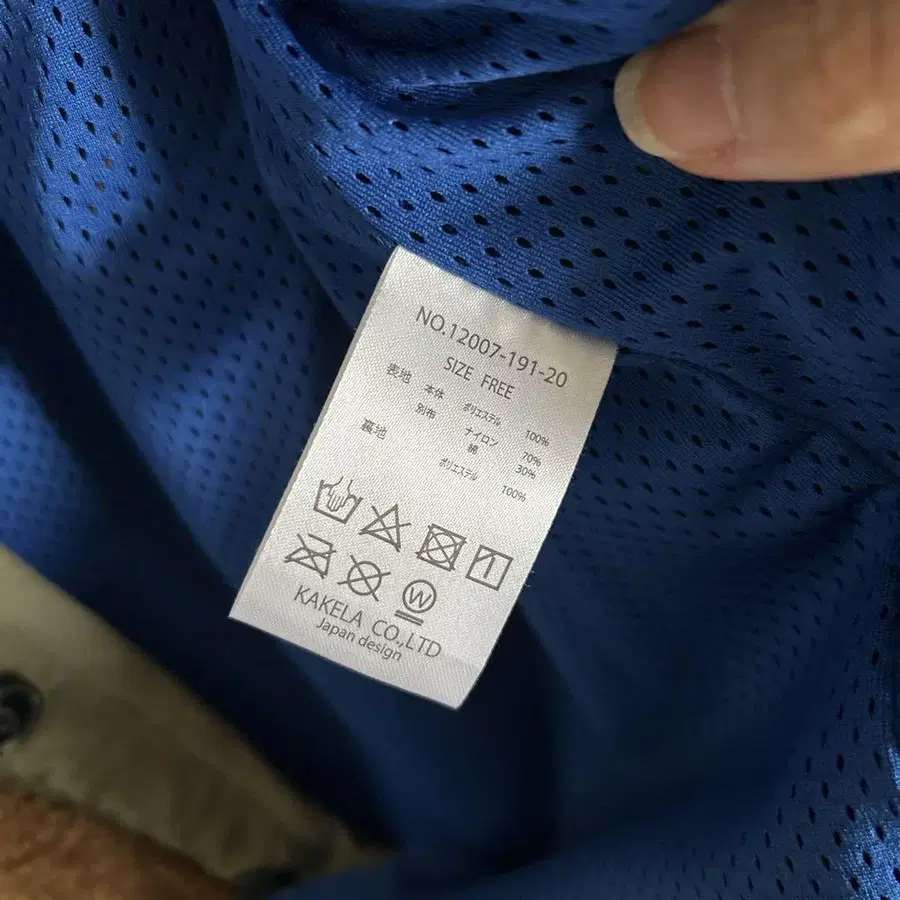 NO.12007-191-20
SIZE FREE
表地 本体 ポリエステル 100%
別布 ナイロン 70%
綿 30%
裏地 ポリエステル 100%
W
KAKELA CO.,LTD
Japan design